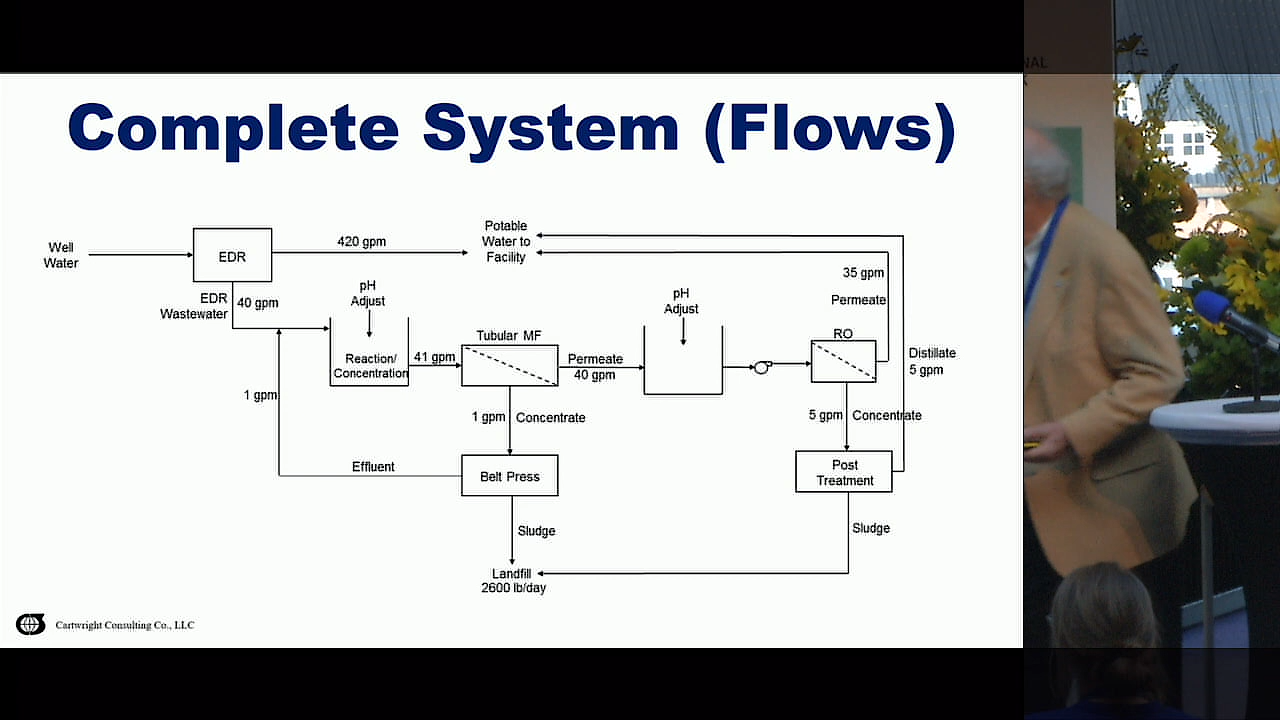 Complete System (Flows)
Well
Water
EDR
420 gpm
Potable
Water to
Facility
EDR
Wastewater
40 gpm
pH
Adjust
Reaction/
Concentration
41 gpm
Tubular MF
Permeate
40 gpm
pH
Adjust
RO
35 gpm
Permeate
Distillate
5 gpm
1 gpm
1 gpm
Concentrate
5 gpm
Concentrate
Effluent
Belt Press
Post
Treatment
Sludge
Sludge
Landfill
2600 lb/day
Cartwright Consulting Co., LLC